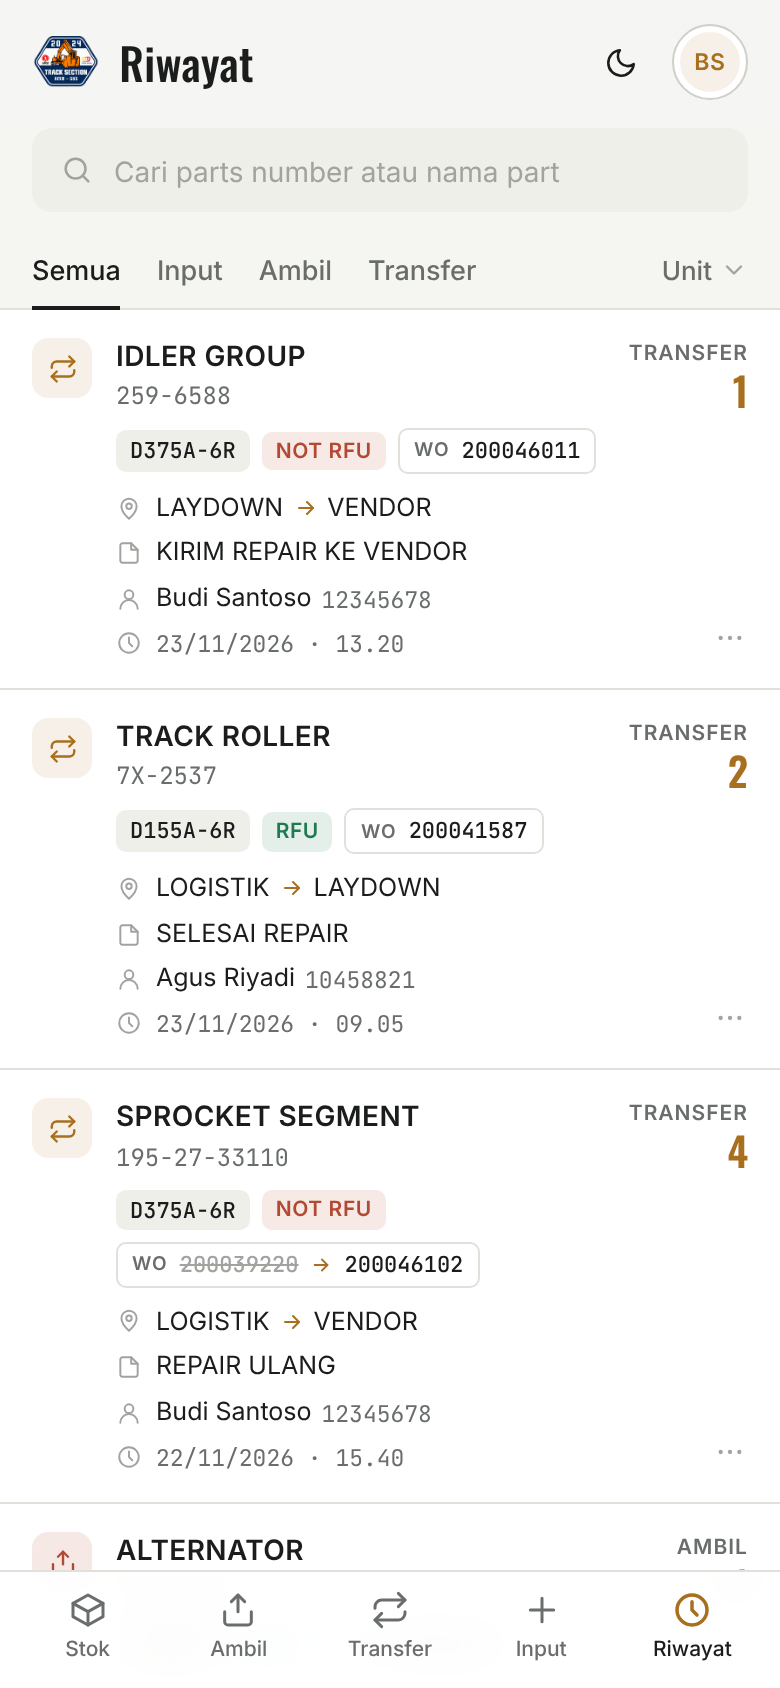 20 24
TRACK SECTION
Riwayat
BS
Cari parts number atau nama part
Semua Input Ambil Transfer Unit
IDLER GROUP TRANSFER
259-6588 1
D375A-6R NOT RFU WO 200046011
LAYDOWN → VENDOR
KIRIM REPAIR KE VENDOR
Budi Santoso 12345678
23/11/2026 · 13.20 ...
TRACK ROLLER TRANSFER
7X-2537 2
D155A-6R RFU WO 200041587
LOGISTIK → LAYDOWN
SELESAI REPAIR
Agus Riyadi 10458821
23/11/2026 · 09.05 ...
SPROCKET SEGMENT TRANSFER
195-27-33110 4
D375A-6R NOT RFU
WO 200039220 → 200046102
LOGISTIK → VENDOR
REPAIR ULANG
Budi Santoso 12345678
22/11/2026 · 15.40 ...
ALTERNATOR AMBIL
Stok Ambil Transfer Input Riwayat